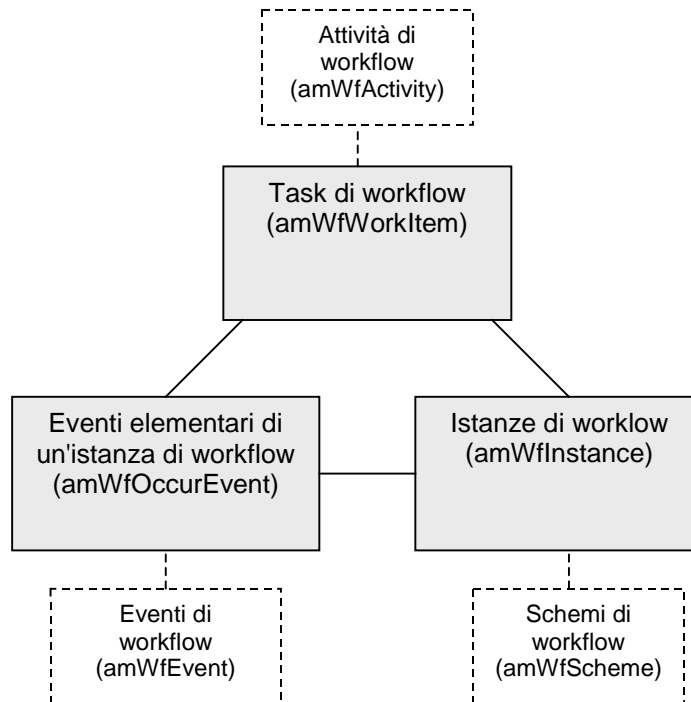 Attività di
workflow
(amWfActivity)
Task di workflow
(amWfWorkItem)
Eventi elementari di
un'istanza di workflow
(amWfOccurEvent)
Istanze di worklow
(amWfInstance)
Eventi di
workflow
(amWfEvent)
Schemi di
workflow
(amWfScheme)